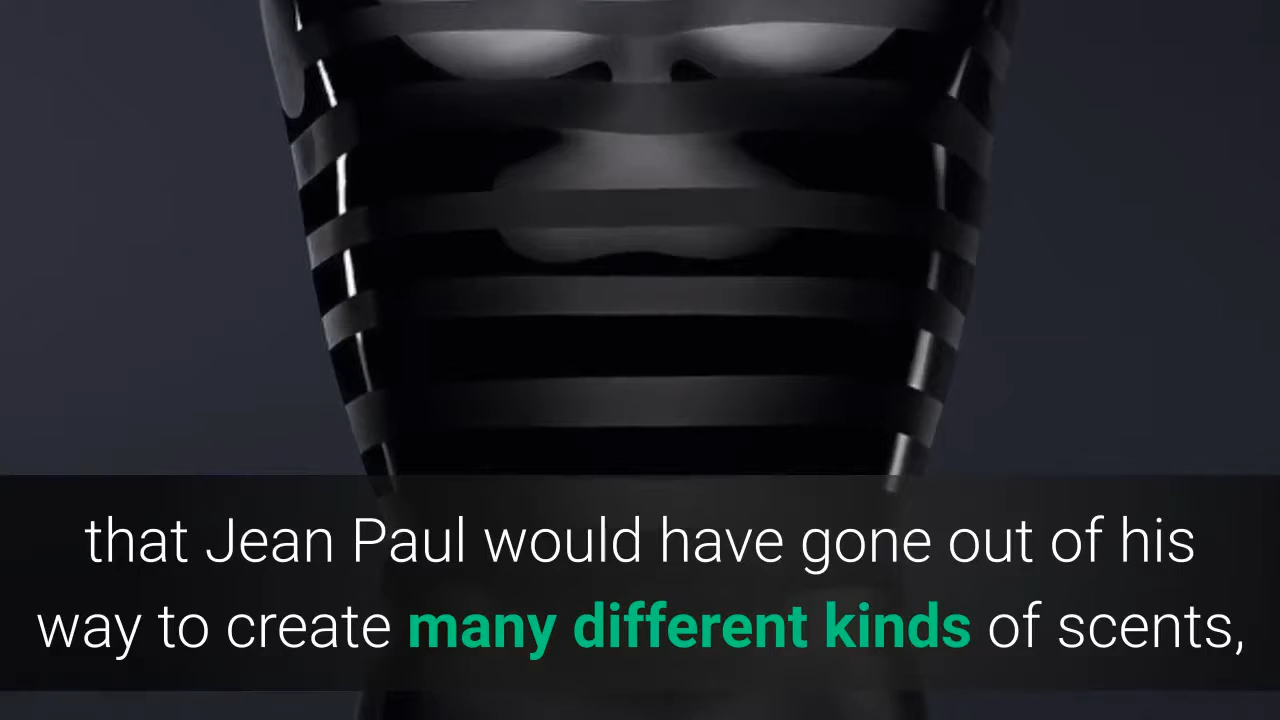 that Jean Paul would have gone out of his
way to create many different kinds of scents,